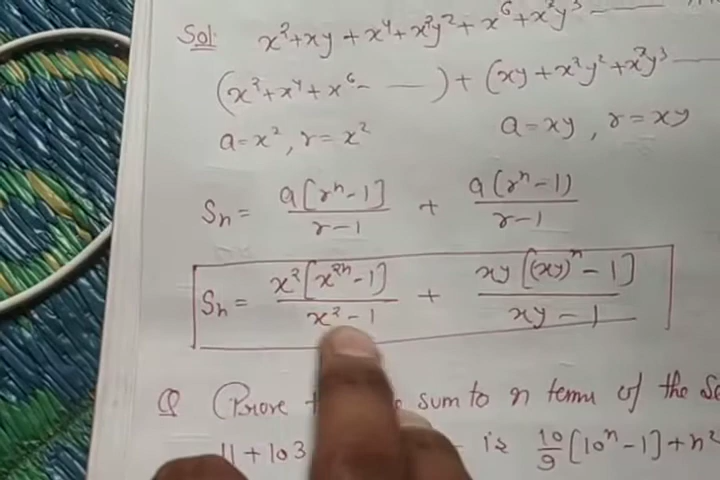 Sol: x²+xy + x⁴+x²y² + x⁶+x³y³ -----
(x²+x⁴+x⁶- ----) + (xy+x²y²+x³y³ ----
a=x², r=x² a=xy, r=xy
Sn = a[rⁿ-1]/r-1 + a(rⁿ-1)/r-1
Sn = x²[x²ⁿ-1]/x²-1 + xy[(xy)ⁿ-1]/xy-1
Q (Prove sum to n terms of the
11+103 is 10/9[10ⁿ-1]+n²